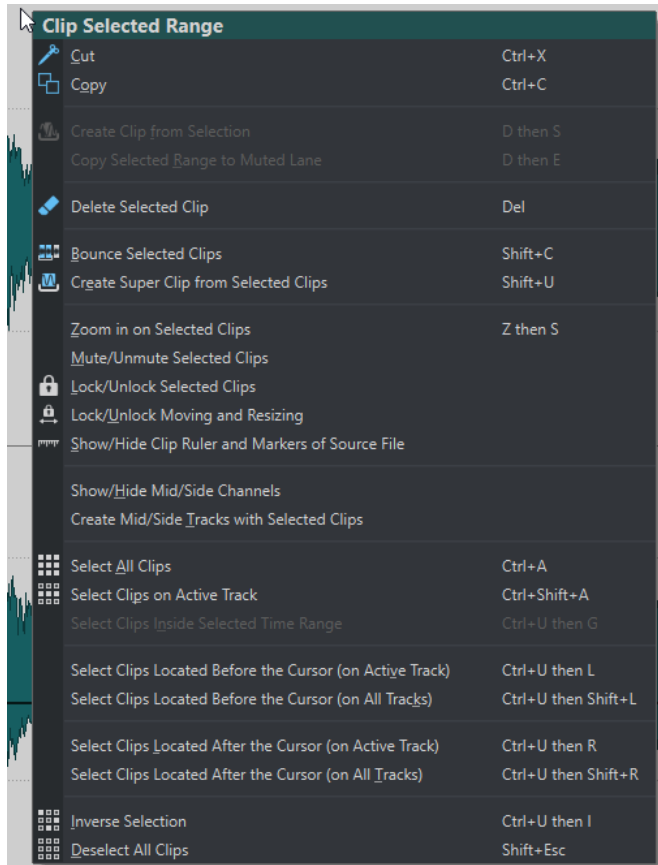 Clip Selected Range
Cut Ctrl+X
Copy Ctrl+C
Create Clip from Selection D then S
Copy Selected Range to Muted Lane D then E
Delete Selected Clip Del
Bounce Selected Clips Shift+C
Create Super Clip from Selected Clips Shift+U
Zoom in on Selected Clips Z then S
Mute/Unmute Selected Clips
Lock/Unlock Selected Clips
Lock/Unlock Moving and Resizing
Show/Hide Clip Ruler and Markers of Source File
Show/Hide Mid/Side Channels
Create Mid/Side Tracks with Selected Clips
Select All Clips Ctrl+A
Select Clips on Active Track Ctrl+Shift+A
Select Clips Inside Selected Time Range Ctrl+U then G
Select Clips Located Before the Cursor (on Active Track) Ctrl+U then L
Select Clips Located Before the Cursor (on All Tracks) Ctrl+U then Shift+L
Select Clips Located After the Cursor (on Active Track) Ctrl+U then R
Select Clips Located After the Cursor (on All Tracks) Ctrl+U then Shift+R
Inverse Selection Ctrl+U then I
Deselect All Clips Shift+Esc